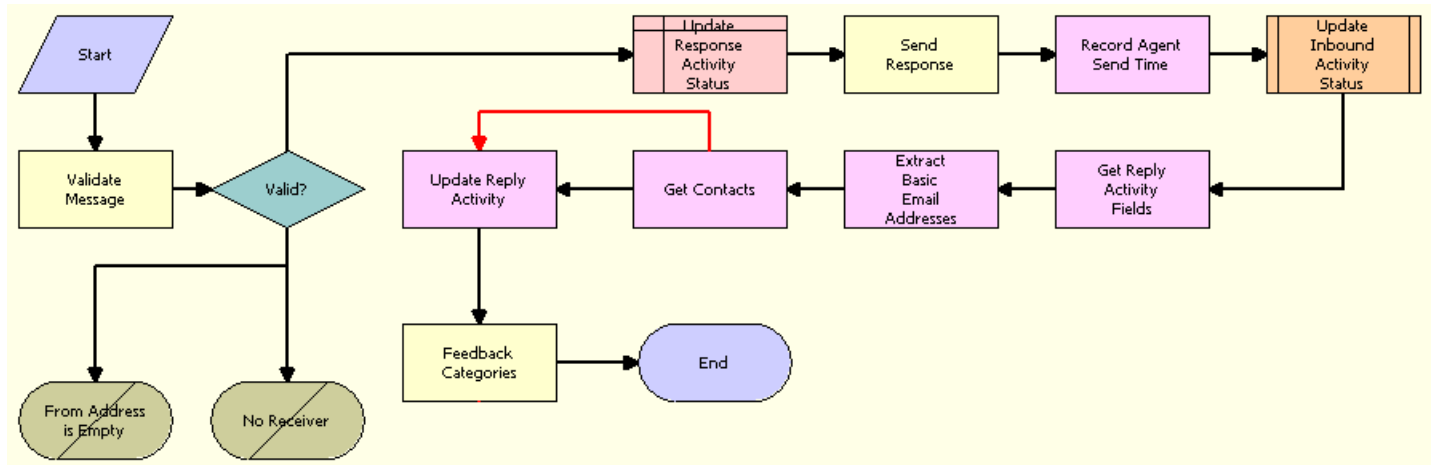 Start
Update
Response
Activity
Status
Send
Response
Record Agent
Send Time
Update
Inbound
Activity
Status
Validate
Message
Valid?
Update Reply
Activity
Get Contacts
Extract
Basic
Email
Addresses
Get Reply
Activity
Fields
Feedback
Categories
End
From Address
is Empty
No Receiver